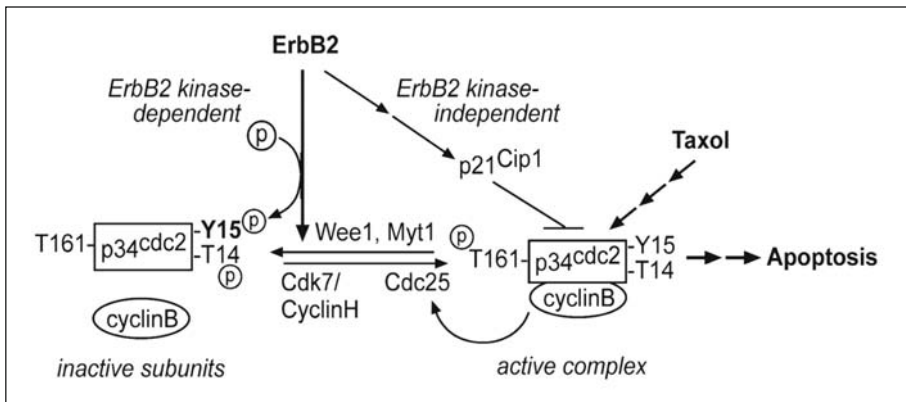 ErbB2
ErbB2 kinase-
dependent
ErbB2 kinase-
independent
p
Taxol
p21Cip1
T161-
p34cdc2
-Y15
p
-T14
p
Wee1, Myt1
Cdk7/
CyclinH
Cdc25
p
T161-
p34cdc2
-Y15
-T14
Apoptosis
cyclinB
cyclinB
inactive subunits
active complex